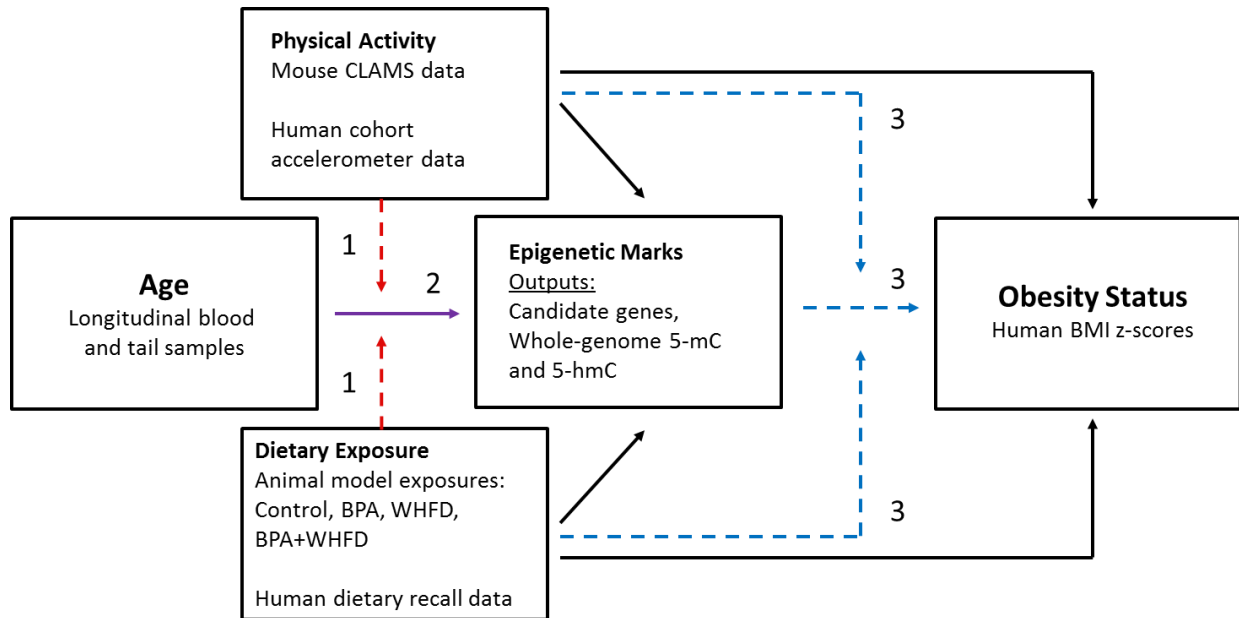 Physical Activity
Mouse CLAMS data
Human cohort
accelerometer data
3
1
Age
Longitudinal blood
and tail samples
2
Epigenetic Marks
Outputs:
Candidate genes,
Whole-genome 5-mC
and 5-hmC
3
Obesity Status
Human BMI z-scores
1
Dietary Exposure
Animal model exposures:
Control, BPA, WHFD,
BPA+WHFD
Human dietary recall data
3